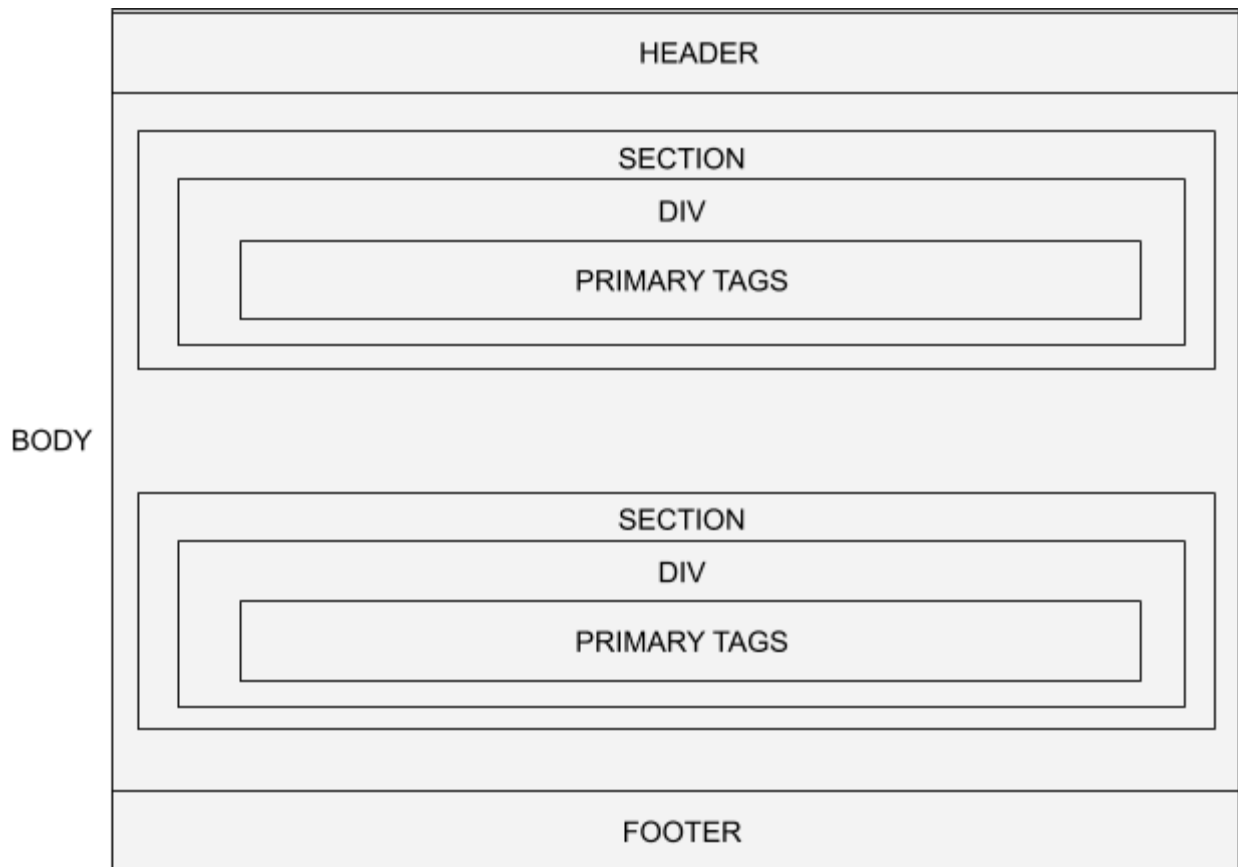 HEADER
SECTION
DIV
PRIMARY TAGS
BODY
SECTION
DIV
PRIMARY TAGS
FOOTER